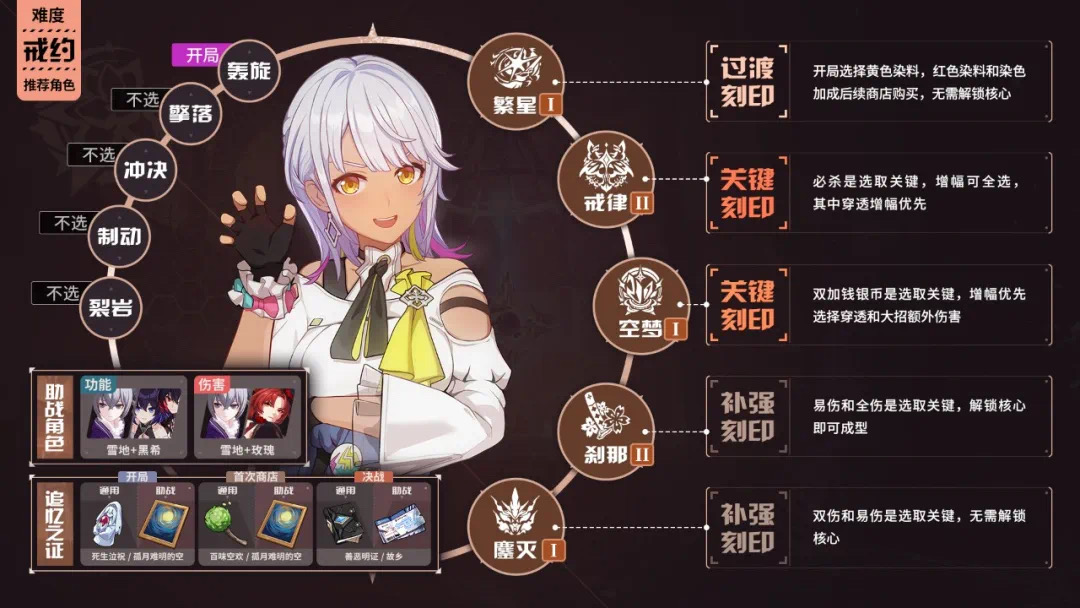 难度
戒约
推荐角色
开局
轰旋
不选
擎落
不选
冲决
不选
制动
不选
裂岩
繁星 I
过渡
刻印
开局选择黄色染料，红色染料和染色
加成后续商店购买，无需解锁核心
戒律 II
关键
刻印
必杀是选取关键，增幅可全选，
其中穿透增幅优先
空梦 I
关键
刻印
双加钱银币是选取关键，增幅优先
选择穿透和大招额外伤害
刹那 II
补强
刻印
易伤和全伤是选取关键，解锁核心
即可成型
鏖灭 I
补强
刻印
双伤和易伤是选取关键，无需解锁
核心
助战角色
功能
雪地+黑希
伤害
雪地+玫瑰
追忆之证
开局
通用 助战
死生泣祝 / 孤月难明的空
首次商店
通用 助战
百味空欢 / 孤月难明的空
决战
通用 助战
善恶明证 / 故乡